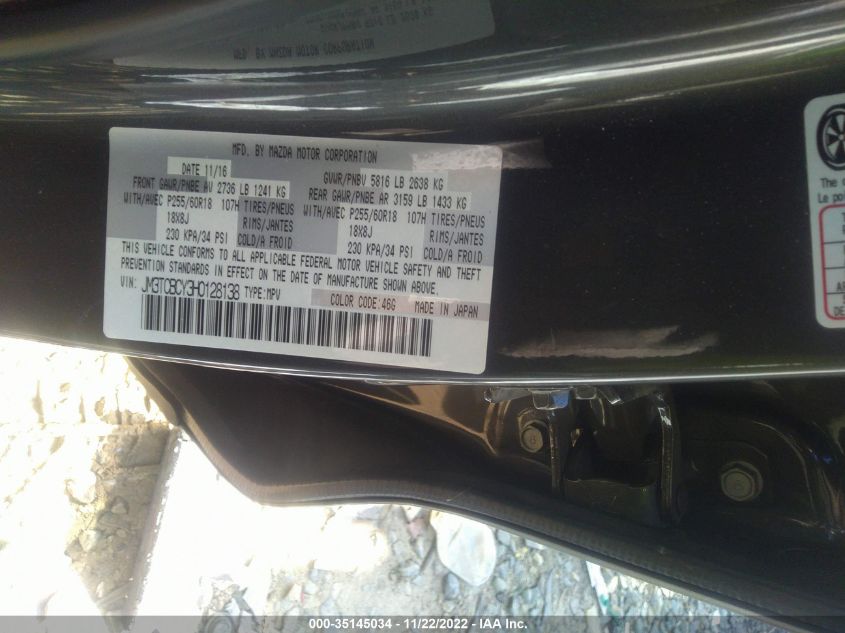 MFD. BY MAZDA MOTOR CORPORATION
DATE 11/16
GVWR/PNBV 5816 LB 2638 KG
FRONT GAWR/PNBE AV 2736 LB 1241 KG
REAR GAWR/PNBE AR 3159 LB 1433 KG
WITH/AVEC P255/60R18 107H TIRES/PNEUS
WITH/AVEC P255/60R18 107H TIRES/PNEUS
18X8J RIMS/JANTES
18X8J RIMS/JANTES
230 KPA/34 PSI COLD/A FROID
230 KPA/34 PSI COLD/A FROID
THIS VEHICLE CONFORMS TO ALL APPLICABLE FEDERAL MOTOR VEHICLE SAFETY AND THEFT
PREVENTION STANDARDS IN EFFECT ON THE DATE OF MANUFACTURE SHOWN ABOVE.
VIN: JM3TCBCY3H0128138 TYPE:MPV
COLOR CODE:46G MADE IN JAPAN
The
Le po
000-35145034 - 11/22/2022 - IAA Inc.